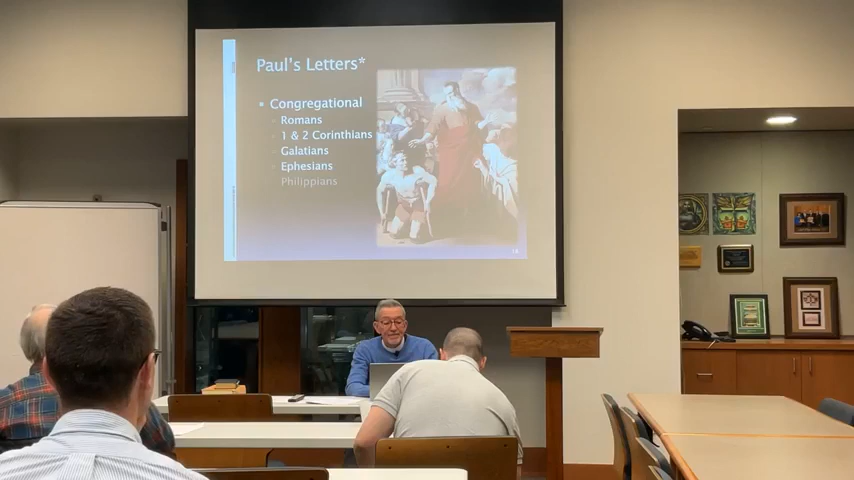 Paul's Letters*
Congregational
Romans
1 & 2 Corinthians
Galatians
Ephesians
Philippians